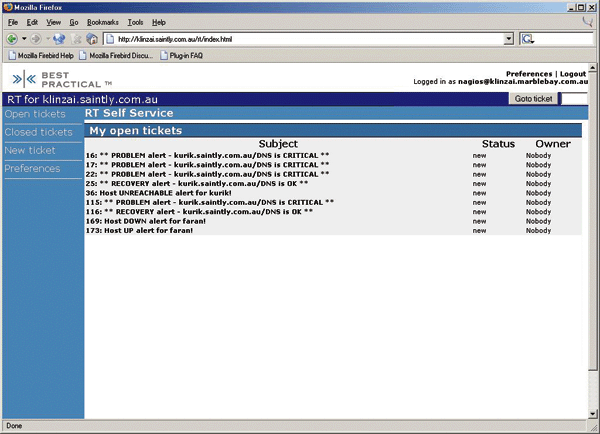 Mozilla Firefox
File Edit View Go Bookmarks Tools Help
http://klinzai.saintly.com.au/rt/index.html
Mozilla Firebird Help Mozilla Firebird Discu... Plug-in FAQ
BEST PRACTICAL ™
Preferences | Logout
Logged in as nagios@klinzai.marblebay.com.au
RT for klinzai.saintly.com.au Goto ticket
Open tickets
Closed tickets
New ticket
Preferences
RT Self Service
My open tickets
Subject Status Owner
16: ** PROBLEM alert - kurik.saintly.com.au/DNS is CRITICAL ** new Nobody
17: ** PROBLEM alert - kurik.saintly.com.au/DNS is CRITICAL ** new Nobody
22: ** PROBLEM alert - kurik.saintly.com.au/DNS is CRITICAL ** new Nobody
25: ** RECOVERY alert - kurik.saintly.com.au/DNS is OK ** new Nobody
36: Host UNREACHABLE alert for kurik! new Nobody
115: ** PROBLEM alert - kurik.saintly.com.au/DNS is CRITICAL ** new Nobody
116: ** RECOVERY alert - kurik.saintly.com.au/DNS is OK ** new Nobody
169: Host DOWN alert for faran! new Nobody
173: Host UP alert for faran! new Nobody
Done